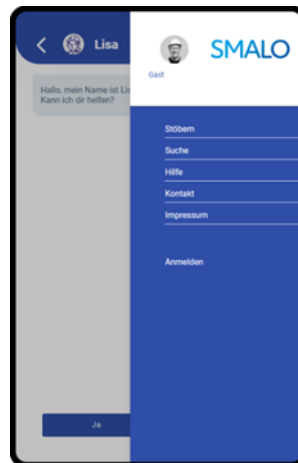 Lisa
SMALO
Gast
Hallo, mein Name ist Lis
Kann ich dir helfen?
Stöbern
Suche
Hilfe
Kontakt
Impressum
Anmelden
Ja